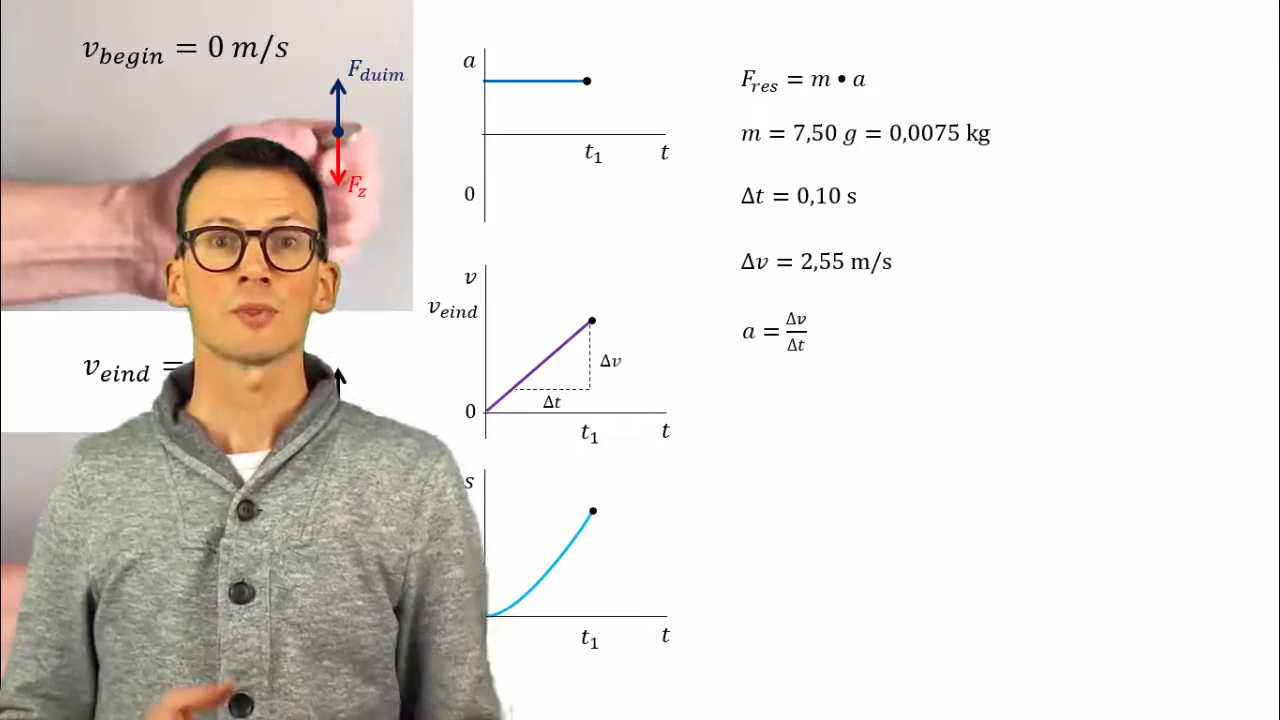 v_begin = 0 m/s
F_duim
F_z
v_eind =
a
t_1
t
0
v
v_eind
Δv
Δt
0
t_1
t
s
t_1
t
F_res = m • a
m = 7,50 g = 0,0075 kg
Δt = 0,10 s
Δv = 2,55 m/s
a = Δv/Δt